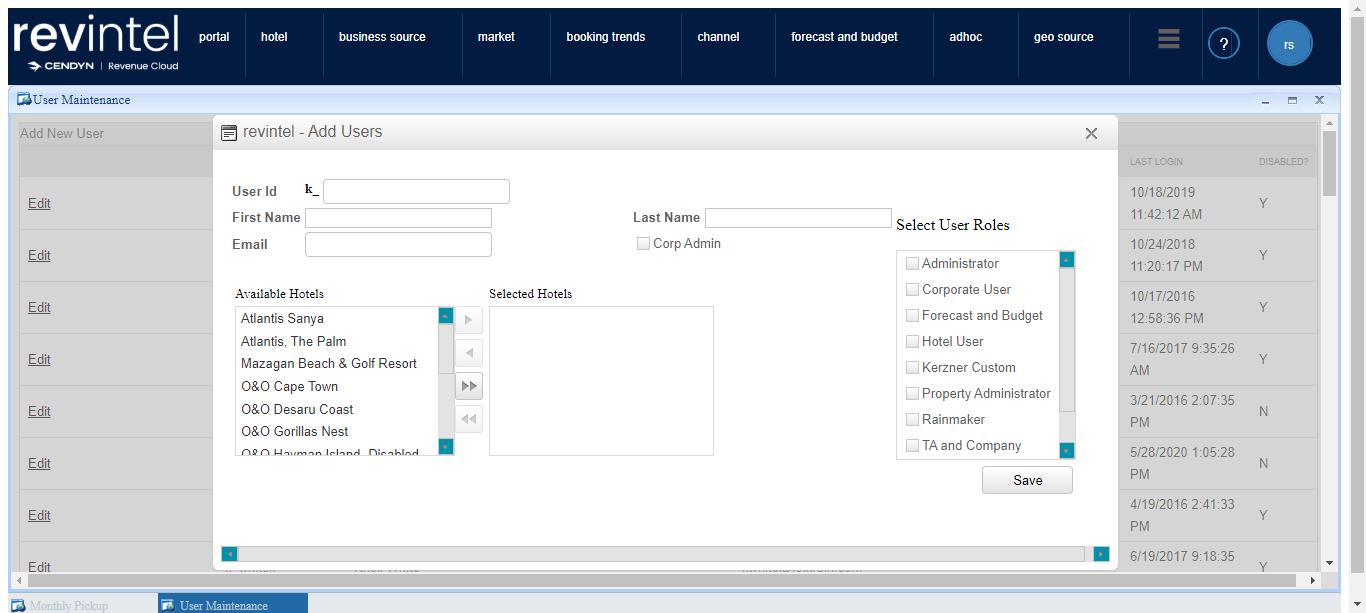 revintel
CENDYN | Revenue Cloud
portal hotel business source market booking trends channel forecast and budget adhoc geo source ? rs
User Maintenance
Add New User
revintel - Add Users
LAST LOGIN DISABLED?
User Id k_
First Name Last Name
Email Corp Admin
Select User Roles
Administrator
Corporate User
Forecast and Budget
Hotel User
Kerzner Custom
Property Administrator
Rainmaker
TA and Company
Save
Available Hotels Selected Hotels
Atlantis Sanya
Atlantis, The Palm
Mazagan Beach & Golf Resort
O&O Cape Town
O&O Desaru Coast
O&O Gorillas Nest
O&O Hayman Island_Disabled
Edit 10/18/2019 11:42:12 AM Y
Edit 10/24/2018 11:20:17 PM Y
Edit 10/17/2016 12:58:36 PM Y
Edit 7/16/2017 9:35:26 AM Y
Edit 3/21/2016 2:07:35 PM N
Edit 5/28/2020 1:05:28 PM N
Edit 4/19/2016 2:41:33 PM Y
Edit 6/19/2017 9:18:35 Y
Monthly Pickup User Maintenance